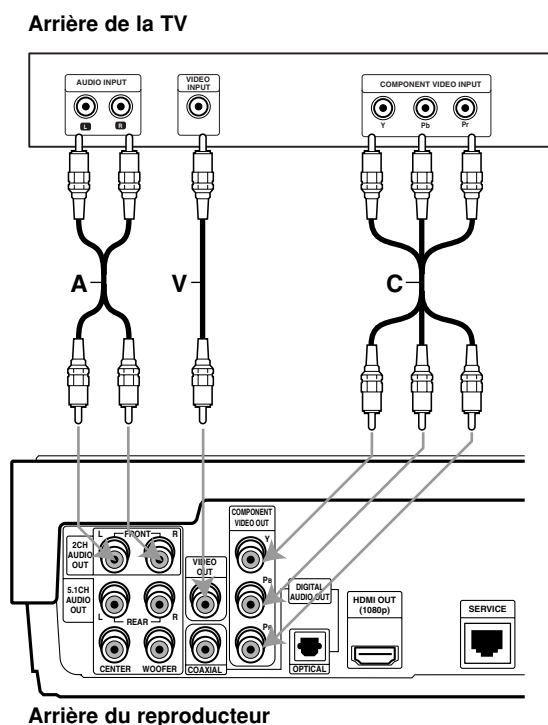 Arrière de la TV
AUDIO INPUT
L
R
VIDEO
INPUT
COMPONENT VIDEO INPUT
Y
Pb
Pr
A
V
C
COMPONENT
VIDEO OUT
L
FRONT
R
2CH
AUDIO
OUT
VIDEO
OUT
Y
5.1CH
AUDIO
OUT
L
REAR
R
PB
DIGITAL
AUDIO OUT
HDMI OUT
(1080p)
SERVICE
PR
CENTER
WOOFER
COAXIAL
OPTICAL
Arrière du reproducteur